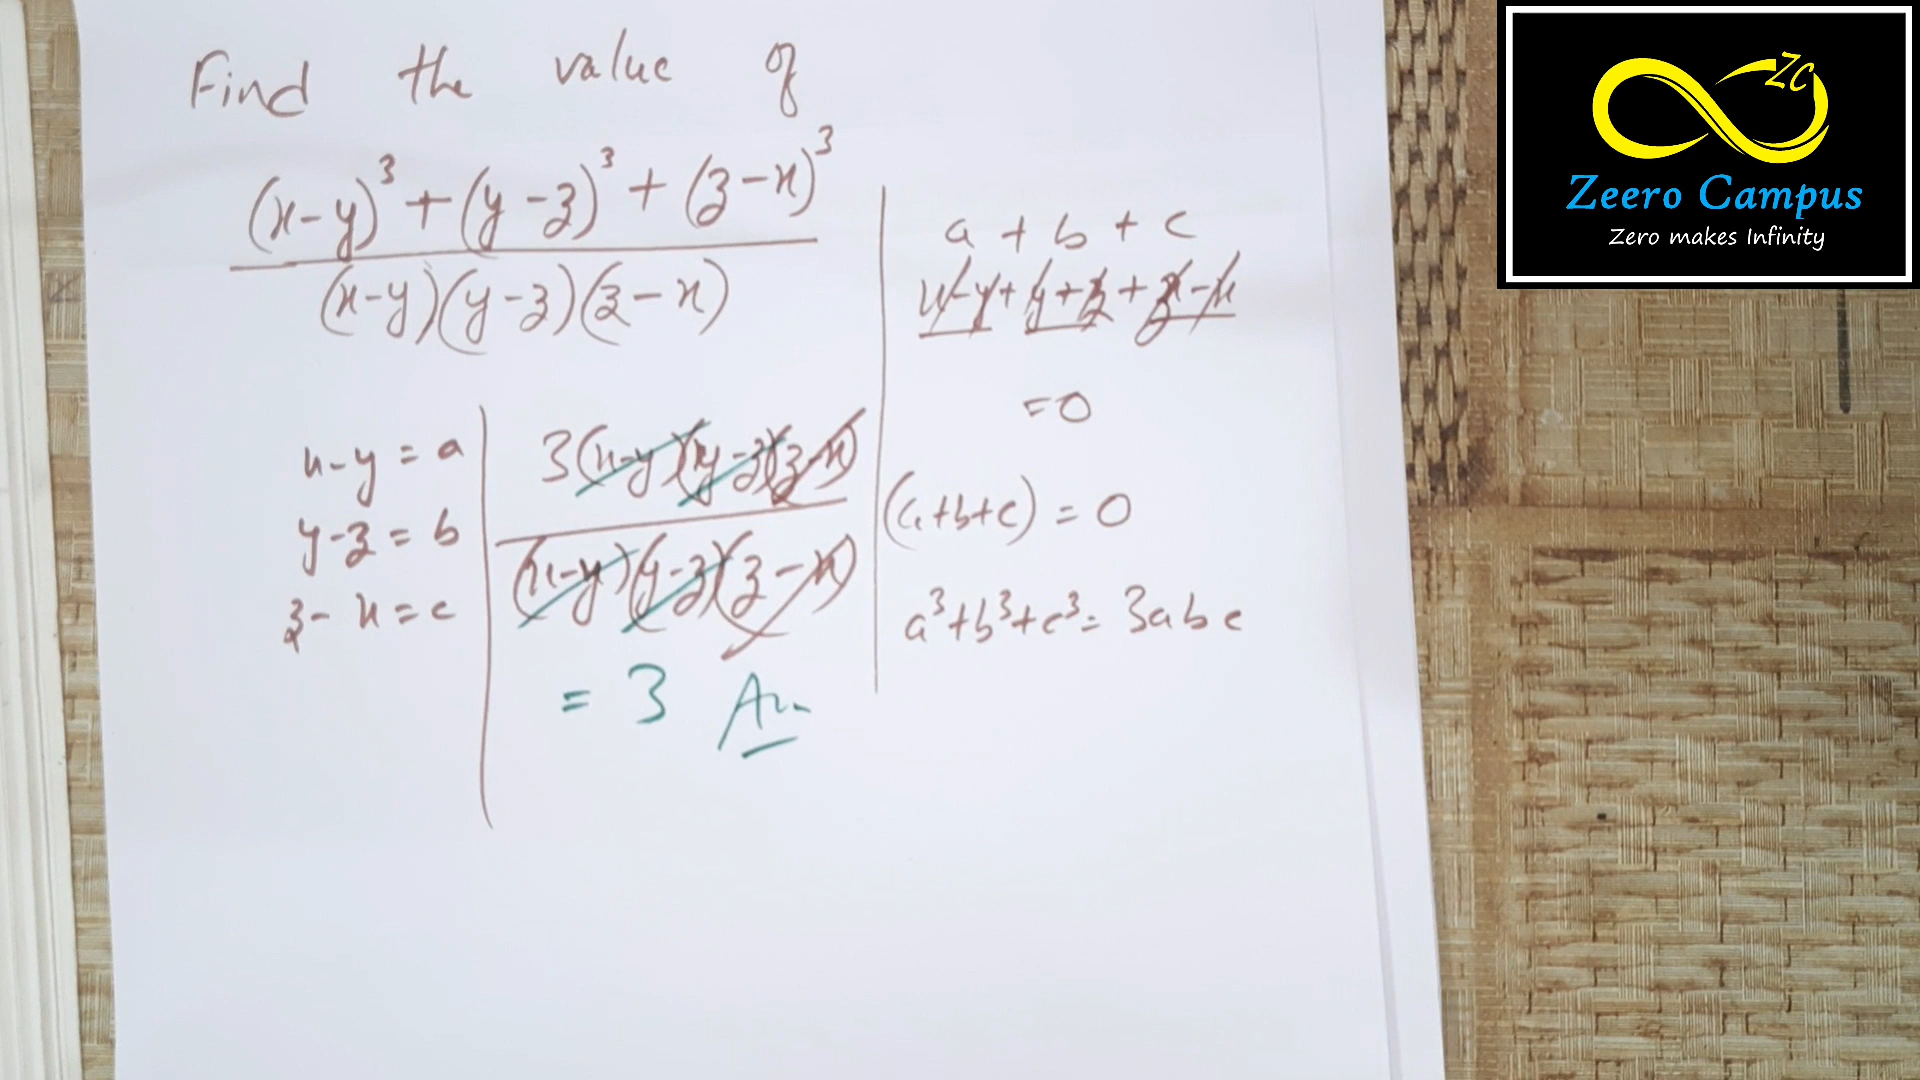 Find the value of
(x-y)³+(y-z)³+(z-x)³
(x-y)(y-z)(z-x)
x-y=a
y-z=b
z-x=c
3(x-y)(y-z)(z-x)
(x-y)(y-z)(z-x)
=3 Ans
a+b+c
x-y+y+z+z-x
=0
(a+b+c)=0
a³+b³+c³=3abc
ZC
Zeero Campus
Zero makes Infinity